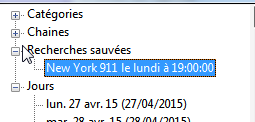 Catégories
Chaines
Recherches sauvées
New York 911 le lundi à 19:00:00
Jours
lun. 27 avr. 15 (27/04/2015)
mar. 28 avr. 15 (28/04/2015)